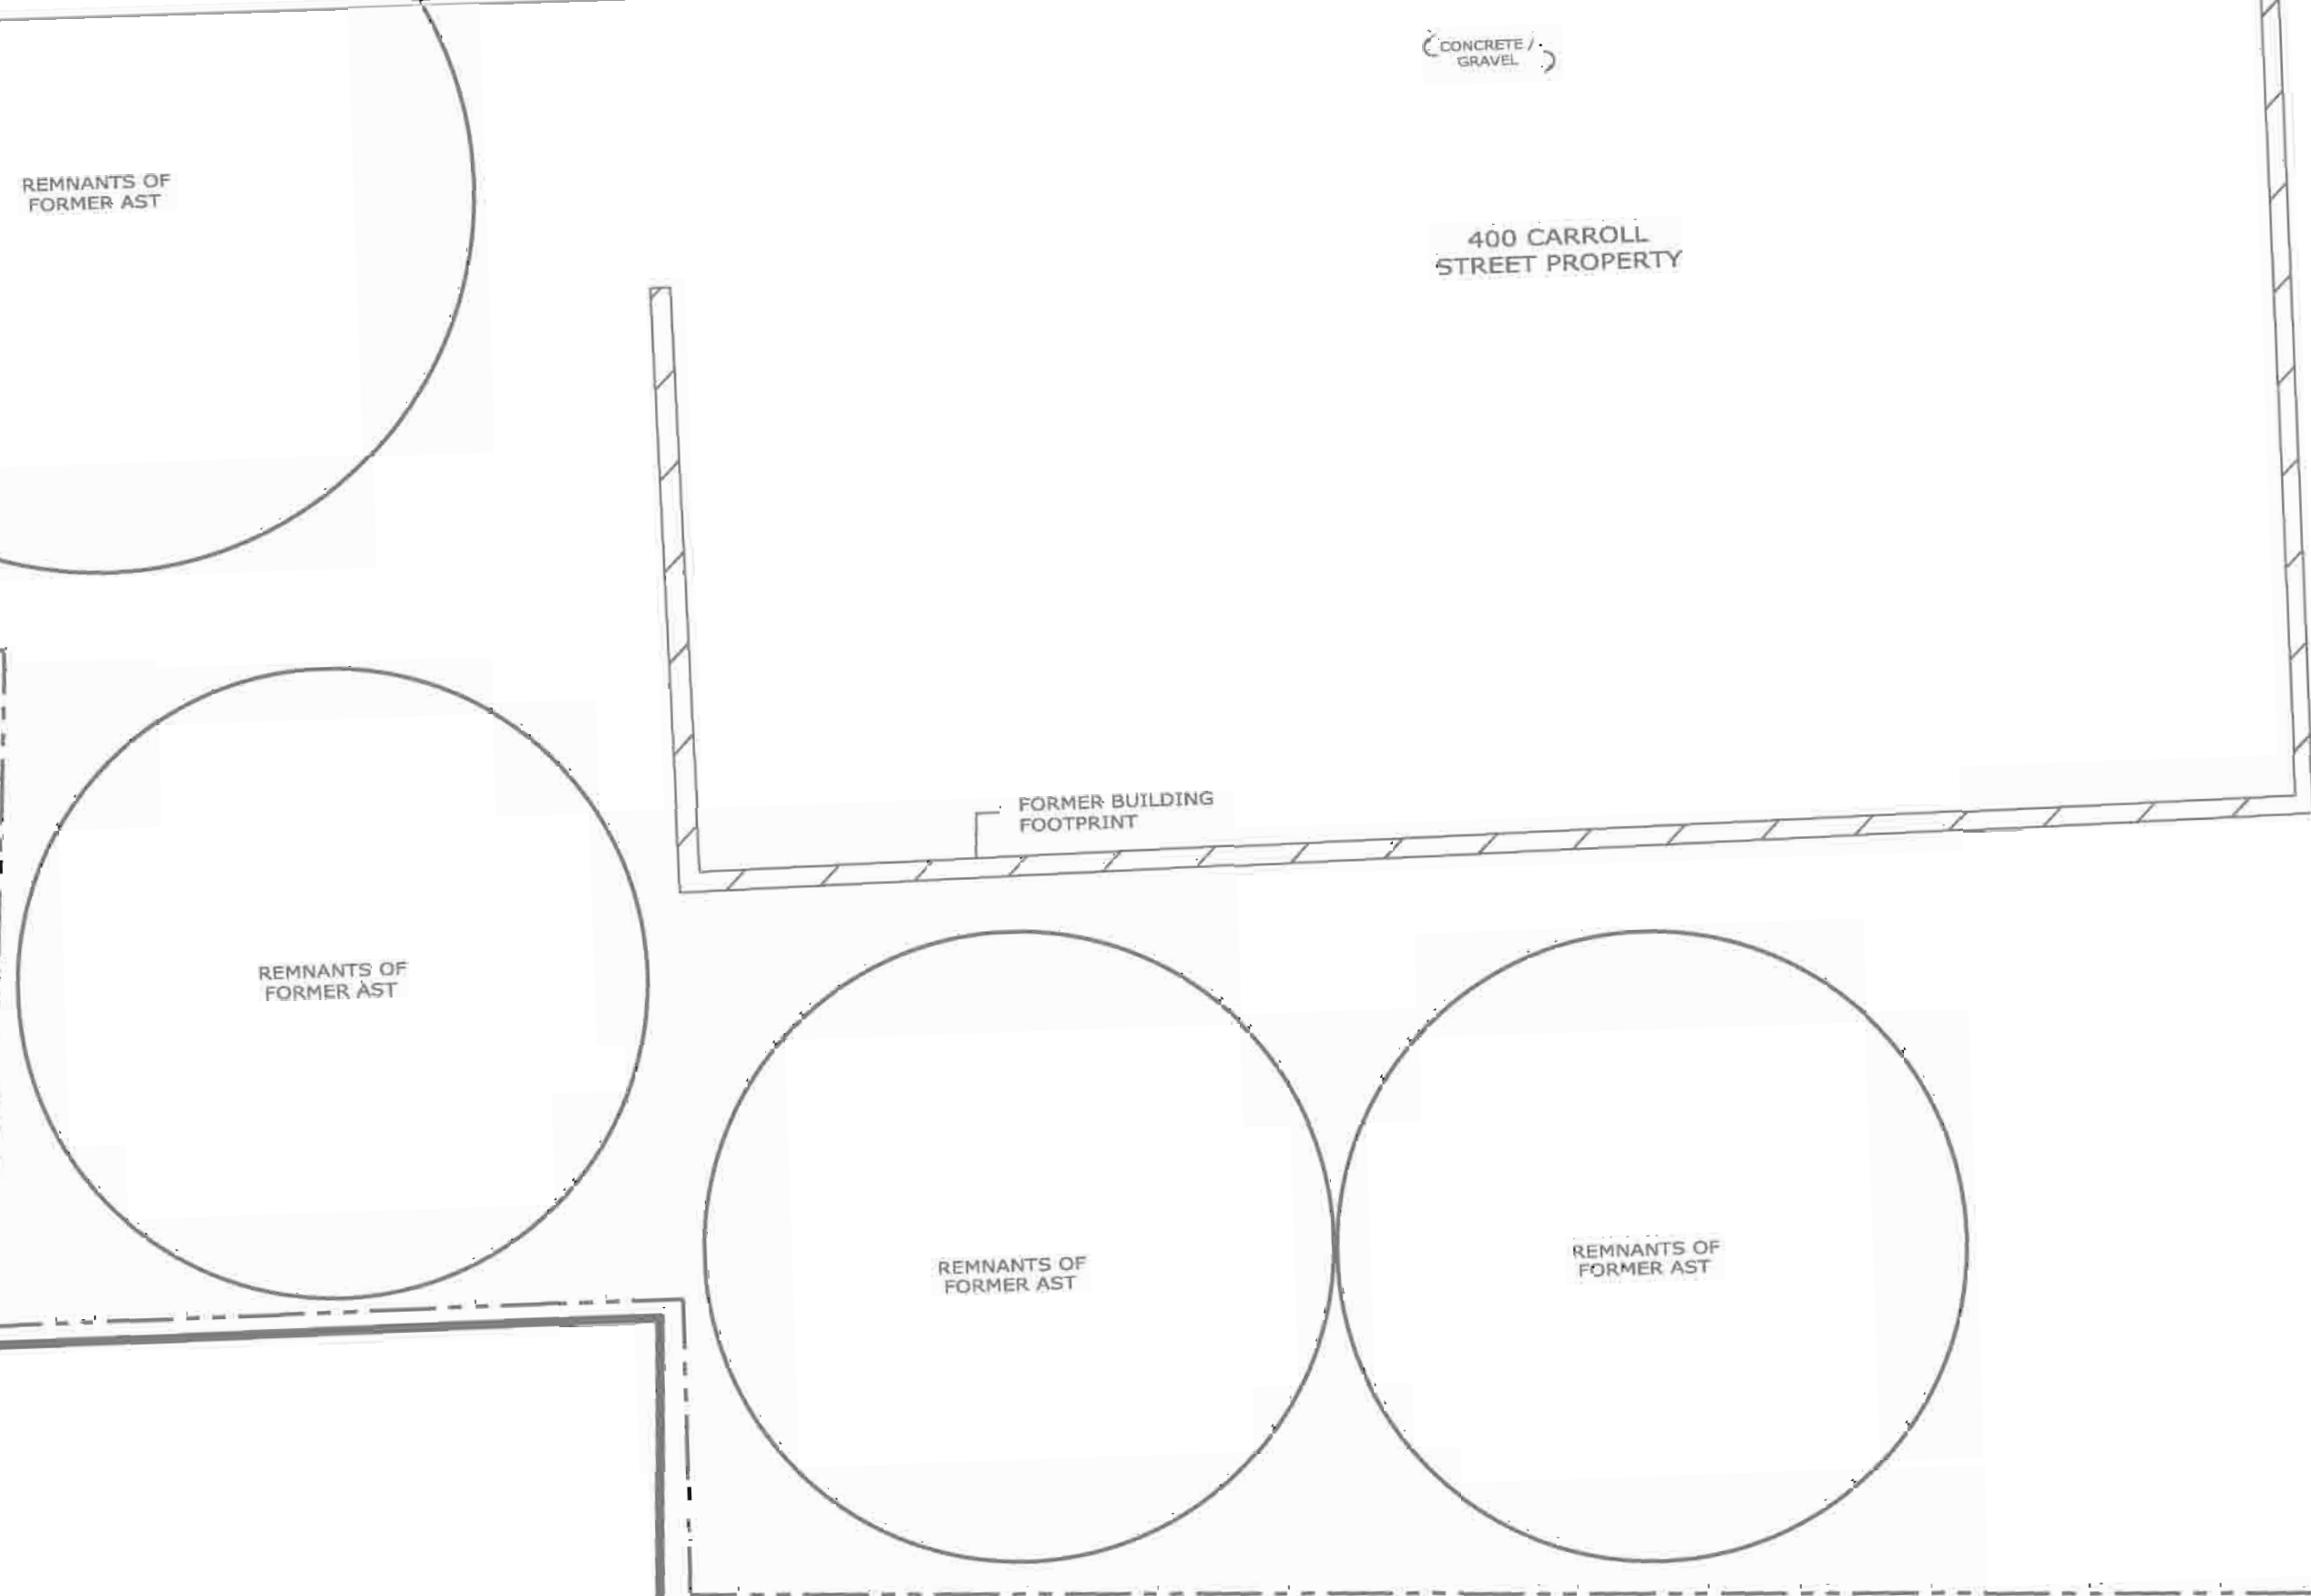 CONCRETE /
GRAVEL
REMNANTS OF
FORMER AST
400 CARROLL
STREET PROPERTY
FORMER BUILDING
FOOTPRINT
REMNANTS OF
FORMER AST
REMNANTS OF
FORMER AST
REMNANTS OF
FORMER AST